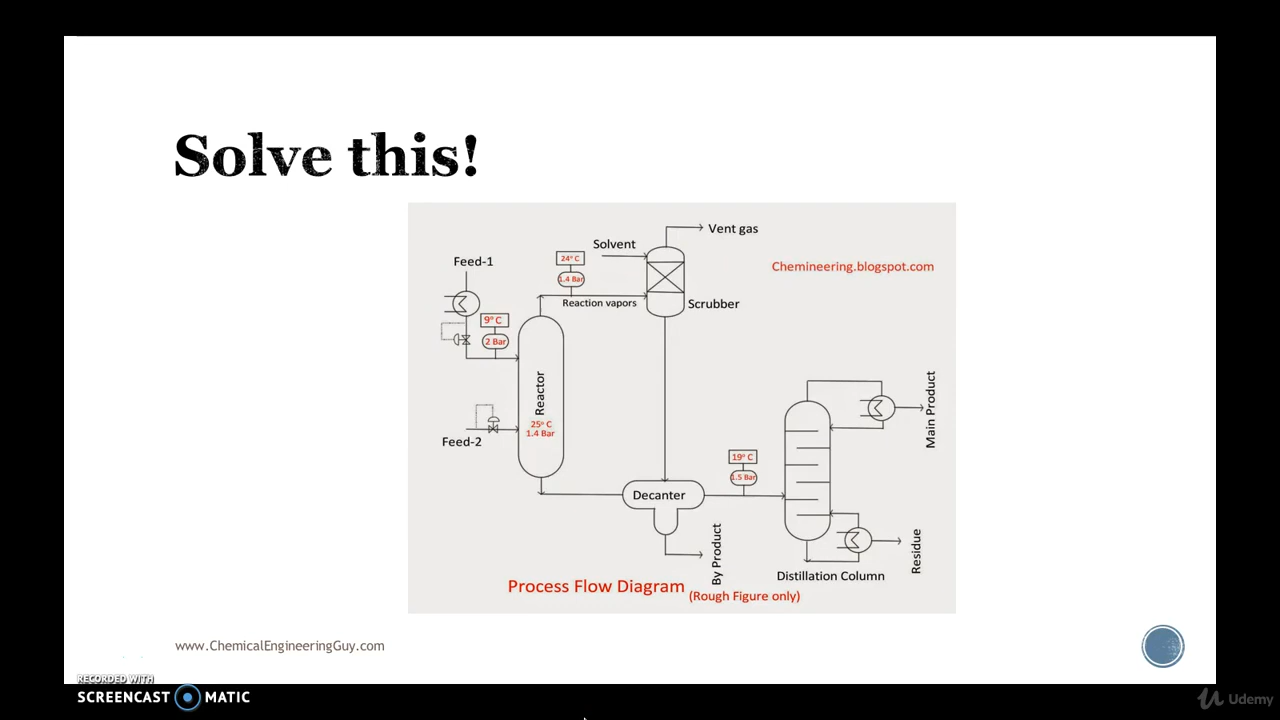 Solve this!
Vent gas
Solvent
24° C
Chemineering.blogspot.com
Feed-1
1.4 Bar
Reaction vapors
Scrubber
9° C
2 Bar
Reactor
25° C
1.4 Bar
Feed-2
Main Product
19° C
1.5 Bar
Decanter
By Product
Residue
Distillation Column
Process Flow Diagram
(Rough Figure only)
www.ChemicalEngineeringGuy.com
RECORDED WITH
SCREENCAST MATIC
Udemy